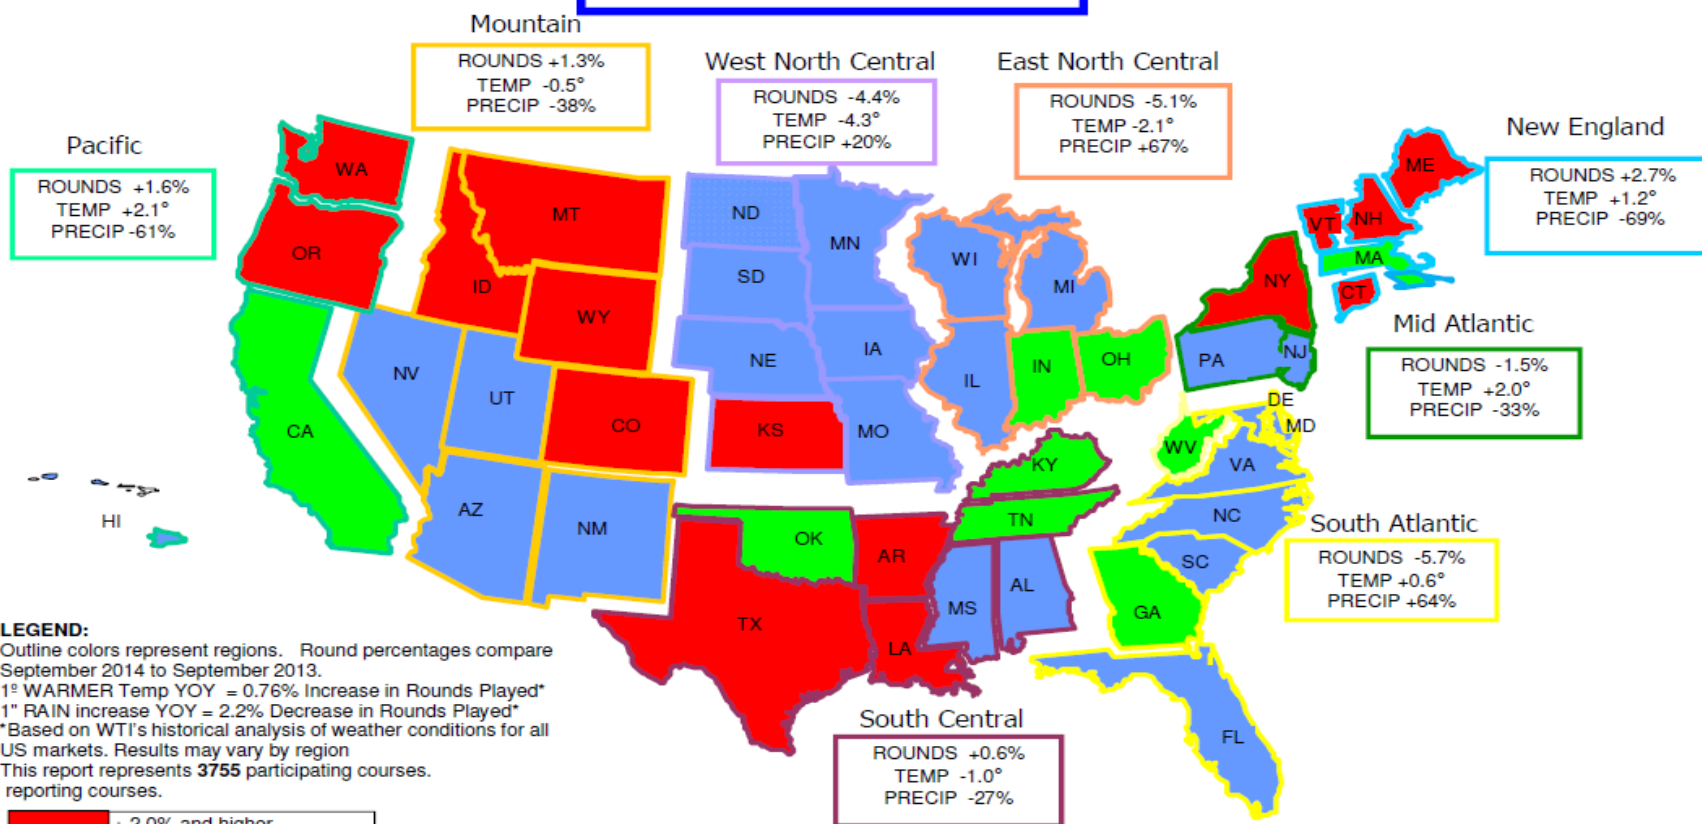 Mountain
ROUNDS +1.3%
TEMP -0.5°
PRECIP -38%
West North Central
ROUNDS -4.4%
TEMP -4.3°
PRECIP +20%
East North Central
ROUNDS -5.1%
TEMP -2.1°
PRECIP +67%
New England
ROUNDS +2.7%
TEMP +1.2°
PRECIP -69%
Pacific
ROUNDS +1.6%
TEMP +2.1°
PRECIP -61%
WA
OR
MT
ID
WY
ND
MN
SD
WI
MI
ME
VT
NH
MA
NY
CT
Mid Atlantic
ROUNDS -1.5%
TEMP +2.0°
PRECIP -33%
NV
UT
CO
CA
NE
IA
KS
MO
IL
IN
OH
PA
NJ
DE
MD
WV
VA
KY
TN
NC
SC
HI
AZ
NM
OK
AR
TX
LA
MS
AL
GA
FL
South Atlantic
ROUNDS -5.7%
TEMP +0.6°
PRECIP +64%
South Central
ROUNDS +0.6%
TEMP -1.0°
PRECIP -27%
LEGEND:
Outline colors represent regions. Round percentages compare
September 2014 to September 2013.
1º WARMER Temp YOY = 0.76% Increase in Rounds Played*
1" RAIN increase YOY = 2.2% Decrease in Rounds Played*
*Based on WTI's historical analysis of weather conditions for all
US markets. Results may vary by region
This report represents 3755 participating courses.
reporting courses.
2.0% and higher